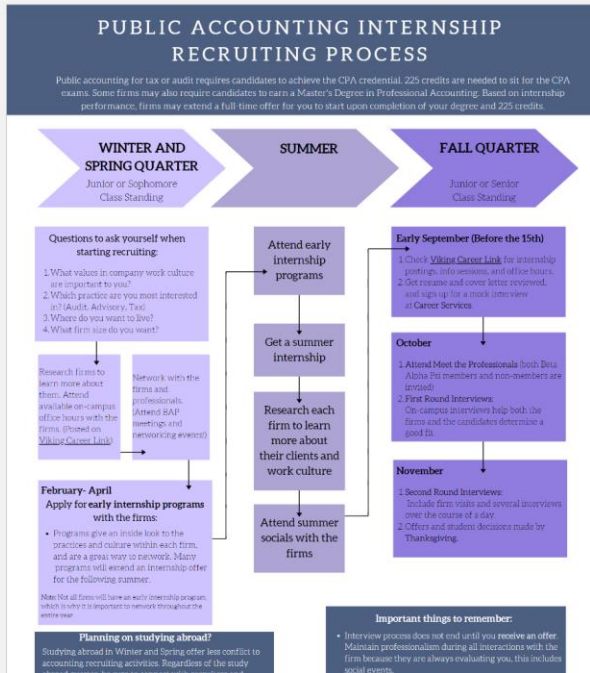 PUBLIC ACCOUNTING INTERNSHIP
RECRUITING PROCESS
Public accounting for tax or audit requires candidates to achieve the CPA credential. 225 credits are needed to sit for the CPA
exams. Some firms may also require candidates to earn a Master's Degree in Professional Accounting. Based on internship
performance, firms may extend a full-time offer for you to start upon completion of your degree and 225 credits.
WINTER AND
SPRING QUARTER
Junior or Sophomore
Class Standing
Questions to ask yourself when
starting recruiting:
1. What values in company work culture
are important to you?
2. Which practice are you most interested
in? (Audit, Advisory, Tax)
3. Where do you want to live?
4. What firm size do you want?
Research firms to
learn more about
them. Attend
available on-campus
office hours with the
firms. (Posted on
Viking Career Link)
Network with the
firms and
professionals.
(Attend BAP
meetings and
networking events!)
February- April
Apply for early internship programs
with the firms:
• Programs give an inside look to the
practices and culture within each firm,
and are a great way to network. Many
programs will extend an internship offer
for the following summer.
Note: Not all firms will have an early internship program
which is why it is important to network throughout the
entire year.
SUMMER
Attend early
internship
programs
Get a summer
internship
Research each
firm to learn
more about
their clients and
work culture
Attend summer
socials with the
firms
FALL QUARTER
Junior or Senior
Class Standing
Early September (Before the 15th)
1. Check Viking Career Link for internship
postings, info sessions, and office hours.
2. Get resume and cover letter reviewed,
and sign up for a mock interview
at Career Services.
October
1. Attend Meet the Professionals (both Beta
Alpha Psi members and non-members are
invited)
2. First Round Interviews:
On-campus interviews help both the
firms and the candidates determine a
good fit.
November
1. Second Round Interviews:
Include firm visits and several interviews
over the course of a day.
2. Offers and student decisions made by
Thanksgiving.
Planning on studying abroad?
Studying abroad in Winter and Spring offer less conflict to
accounting recruiting activities. Regardless of the study
Important things to remember:
• Interview process does not end until you receive an offer.
Maintain professionalism during all interactions with the
firm because they are always evaluating you, this includes
social events.